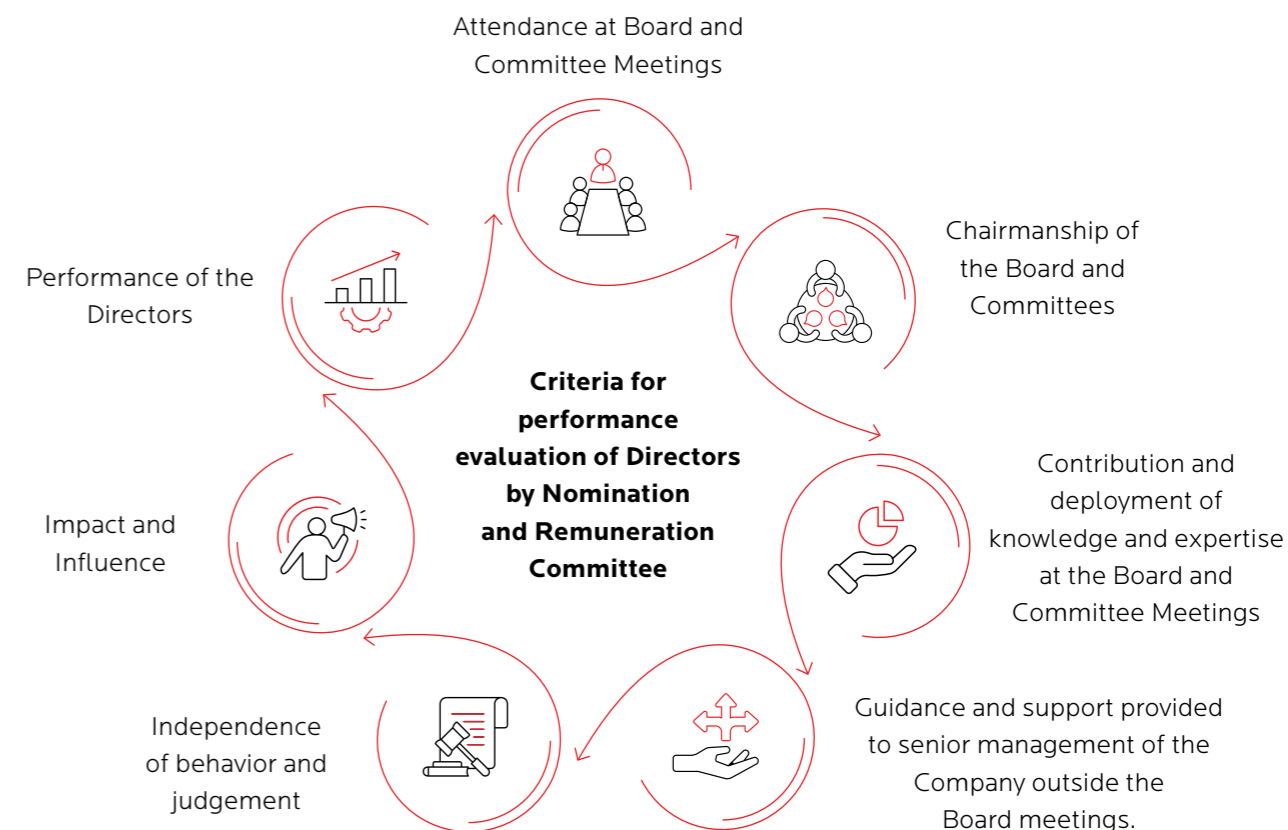 Attendance at Board and
Committee Meetings
Chairmanship of
the Board and
Committees
Contribution and
deployment of
knowledge and expertise
at the Board and
Committee Meetings
Guidance and support provided
to senior management of the
Company outside the
Board meetings.
Independence
of behavior and
judgement
Impact and
Influence
Performance of the
Directors
Criteria for
performance
evaluation of Directors
by Nomination
and Remuneration
Committee